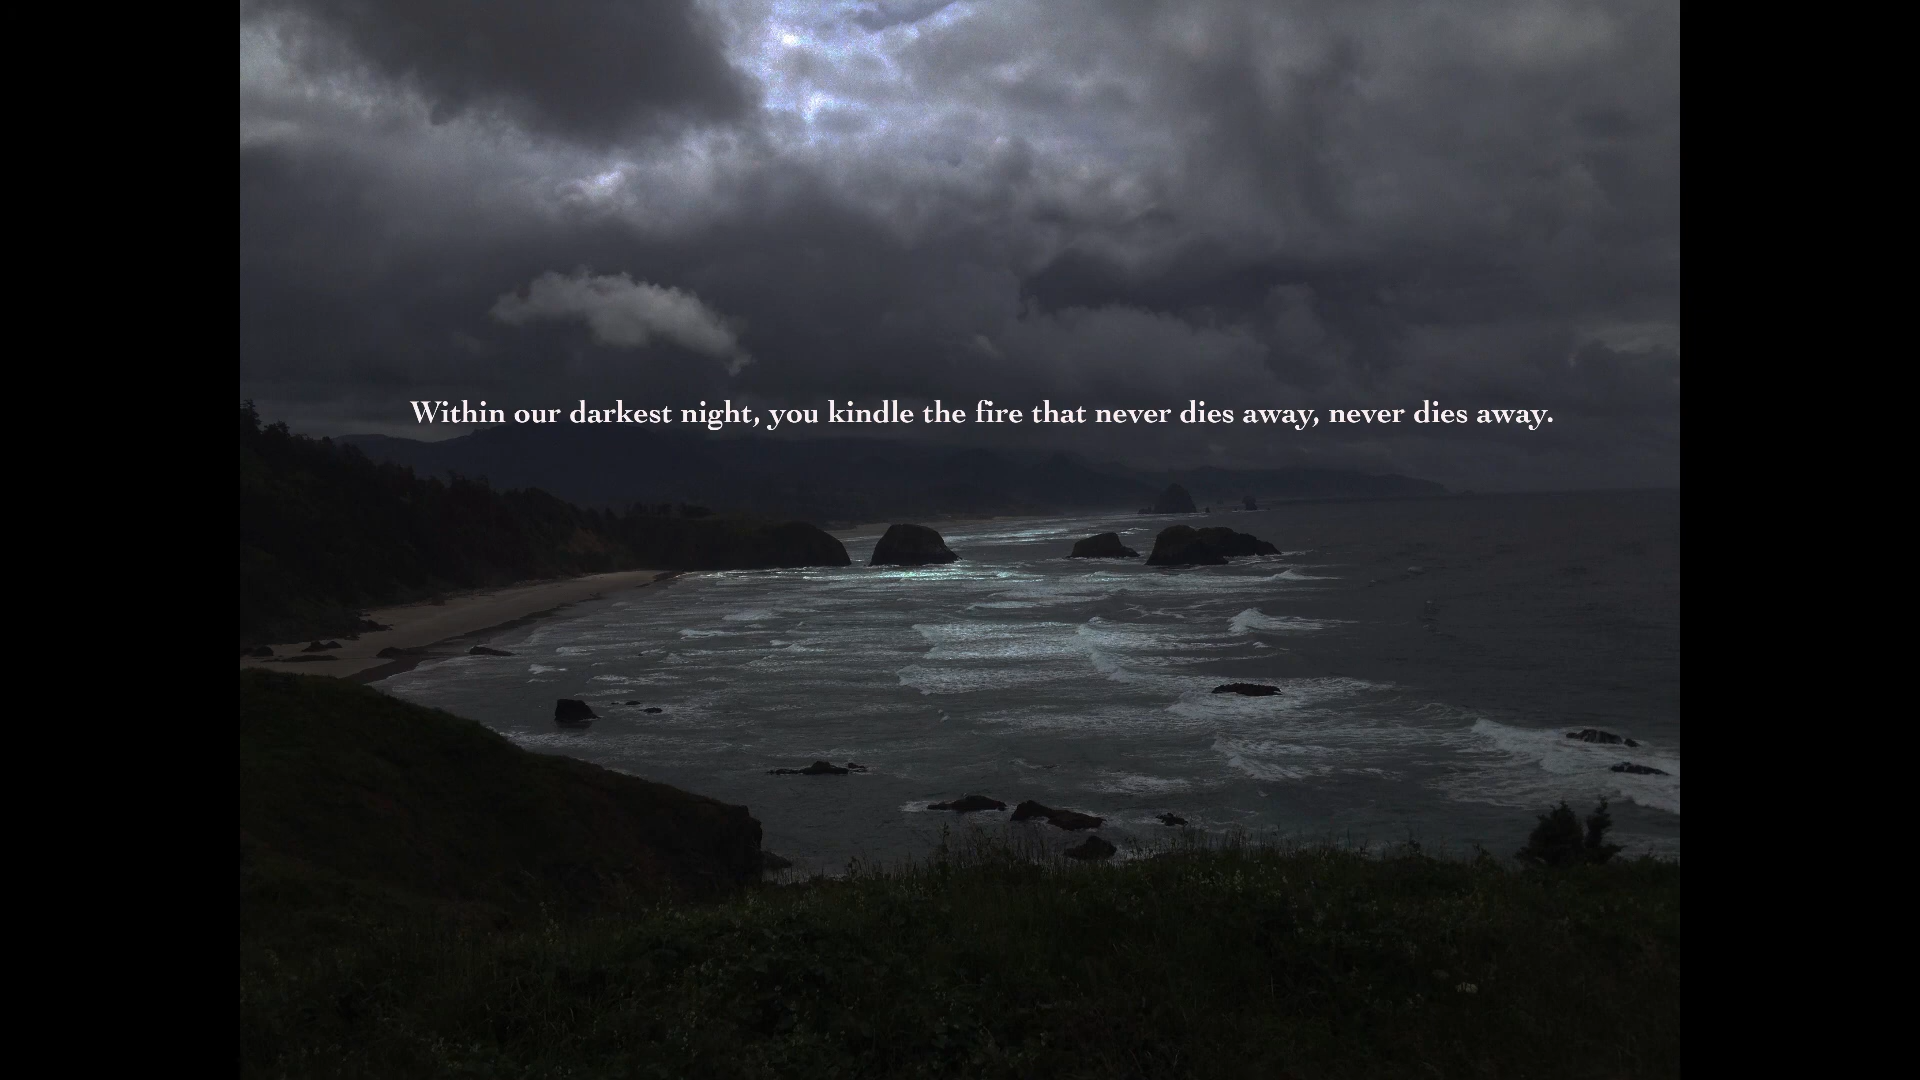 Within our darkest night, you kindle the fire that never dies away, never dies away.